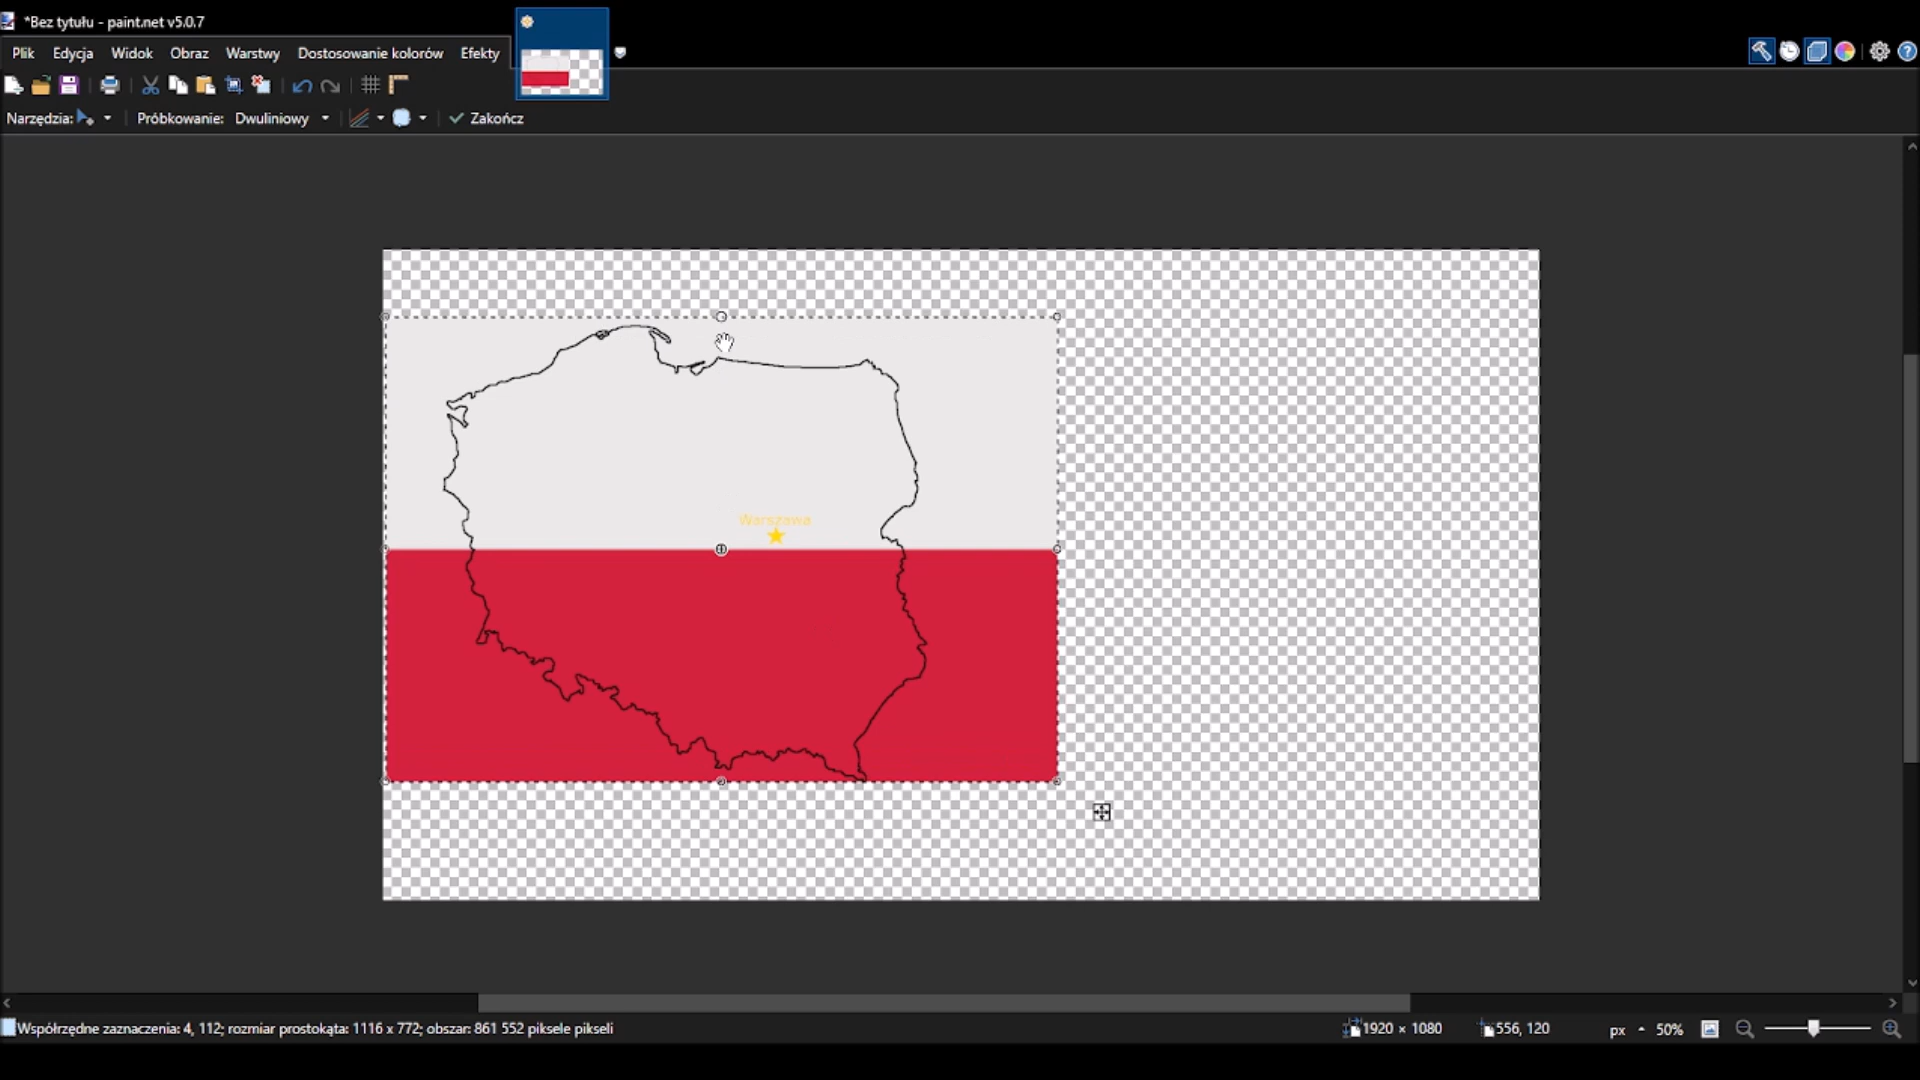 *Bez tytułu - paint.net v5.0.7
Plik Edycja Widok Obraz Warstwy Dostosowanie kolorów Efekty
Narzędzia: Próbkowanie: Dwuliniowy Zakończ
Warszawa
Współrzędne zaznaczenia: 4, 112; rozmiar prostokąta: 1116 x 772; obszar: 861 552 piksele pikseli 1920 × 1080 556, 120 px 50%